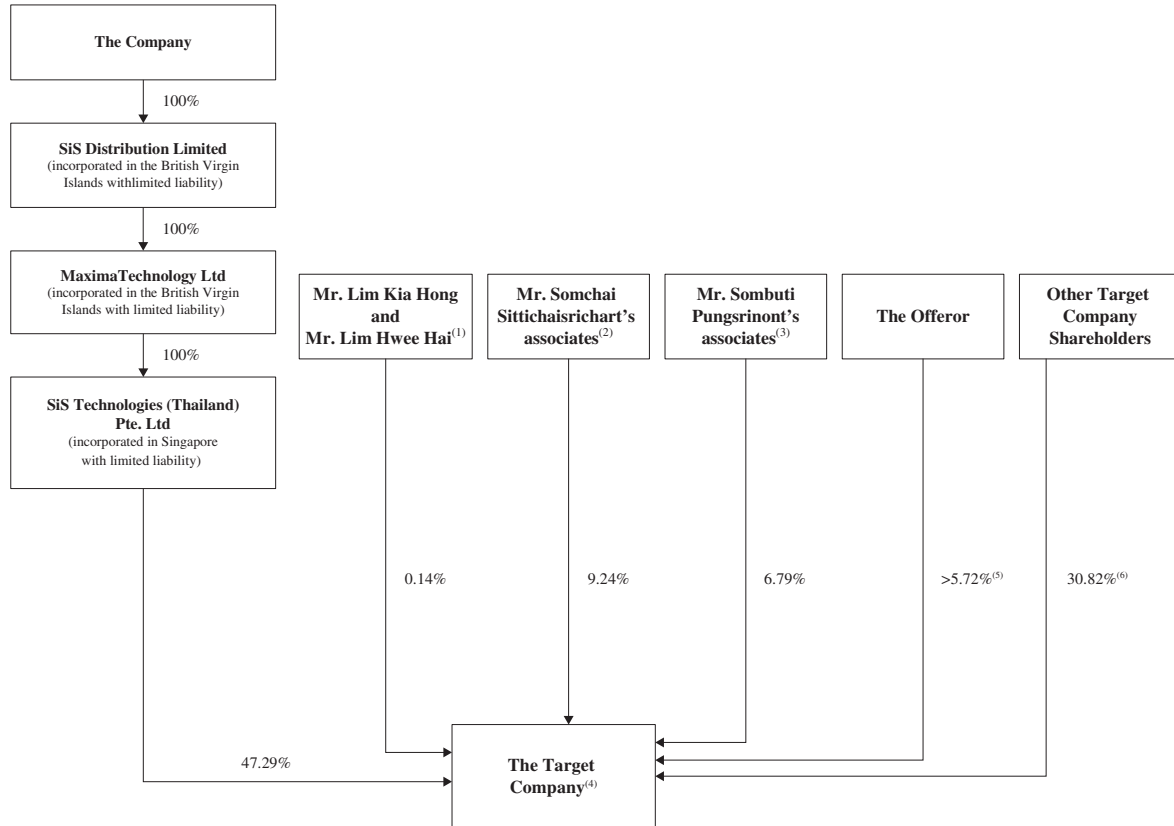 The Company
100%
SiS Distribution Limited
(incorporated in the British Virgin
Islands withlimited liability)
100%
MaximaTechnology Ltd
(incorporated in the British Virgin
Islands with limited liability)
100%
SiS Technologies (Thailand)
Pte. Ltd
(incorporated in Singapore
with limited liability)
Mr. Lim Kia Hong
and
Mr. Lim Hwee Hai(1)
Mr. Somchai
Sittichaisrichart's
associates(2)
Mr. Sombuti
Pungsrinont's
associates(3)
The Offeror
Other Target
Company
Shareholders
0.14%
9.24%
6.79%
>5.72%(5)
30.82%(6)
47.29%
The Target
Company(4)